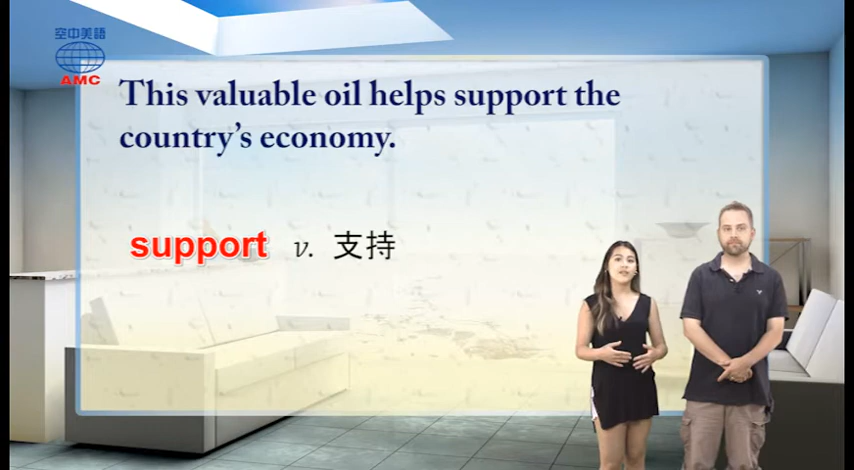 空中美語
AMC
This valuable oil helps support the
country's economy.
support v. 支持